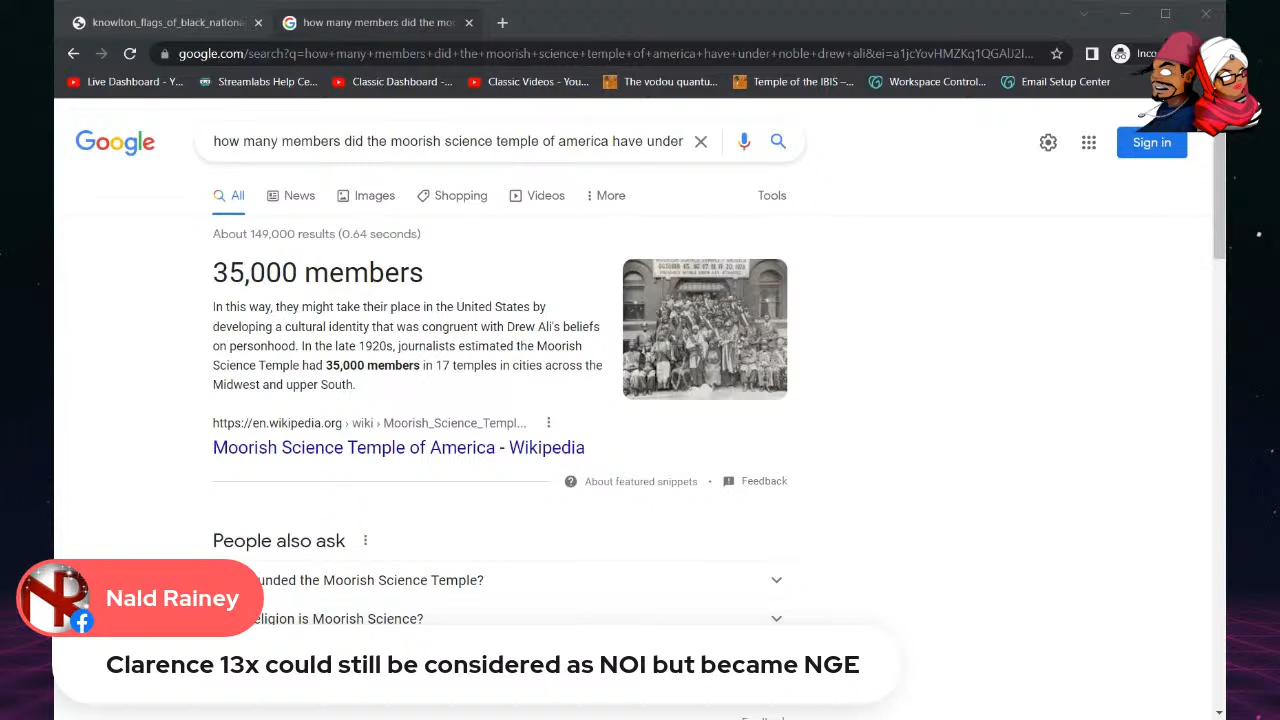 knowlton_flags_of_black_national
how many members did the moo
google.com/search?q=how+many+members+did+the+moorish+science+temple+of+america+have+under+noble+drew+ali&ei=a1jcYovHMZKq1QGAlJ2I...
Live Dashboard - Y...
Streamlabs Help Ce...
Classic Dashboard -...
Classic Videos - You...
The vodou quantu...
Temple of the IBIS –...
Workspace Control...
Email Setup Center
Google
how many members did the moorish science temple of america have under
Sign in
All
News
Images
Shopping
Videos
More
Tools
About 149,000 results (0.64 seconds)
35,000 members
In this way, they might take their place in the United States by
developing a cultural identity that was congruent with Drew Ali's beliefs
on personhood. In the late 1920s, journalists estimated the Moorish
Science Temple had 35,000 members in 17 temples in cities across the
Midwest and upper South.
https://en.wikipedia.org › wiki › Moorish_Science_Templ...
Moorish Science Temple of America - Wikipedia
About featured snippets • Feedback
People also ask
unded the Moorish Science Temple?
eligion is Moorish Science?
Nald Rainey
Clarence 13x could still be considered as NOI but became NGE